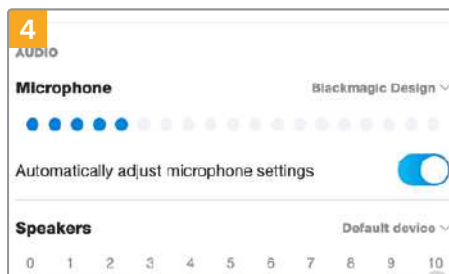 4
AUDIO
Microphone Blackmagic Design
Automatically adjust microphone settings
Speakers Default device
0 1 2 3 4 5 6 7 8 9 10